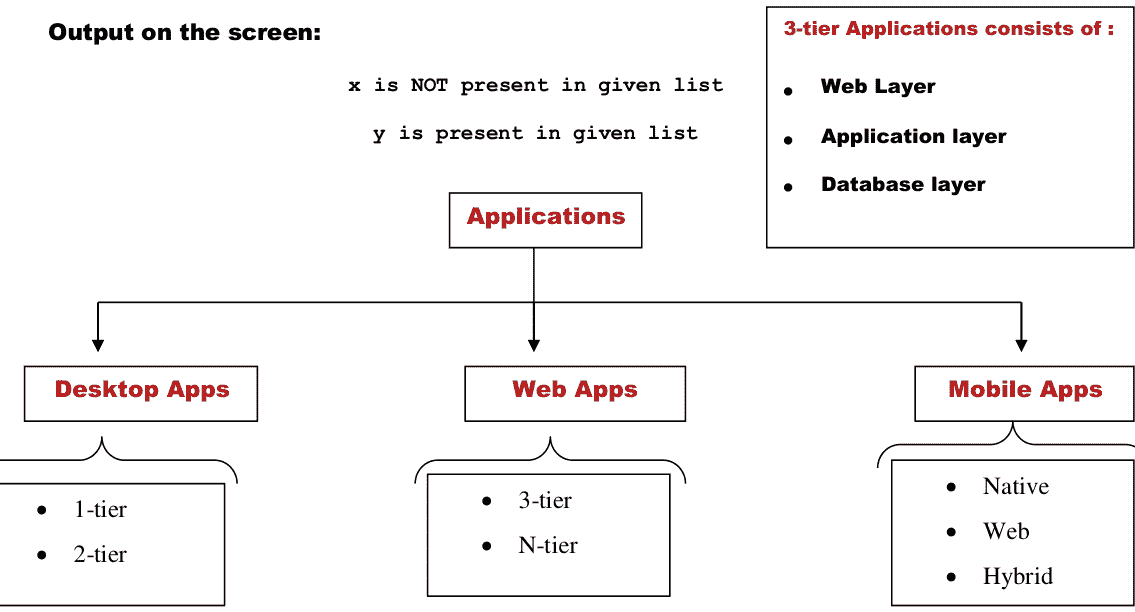 Output on the screen:
x is NOT present in given list
y is present in given list
3-tier Applications consists of :
• Web Layer
• Application layer
• Database layer
Applications
Desktop Apps
Web Apps
Mobile Apps
• 1-tier
• 2-tier
• 3-tier
• N-tier
• Native
• Web
• Hybrid